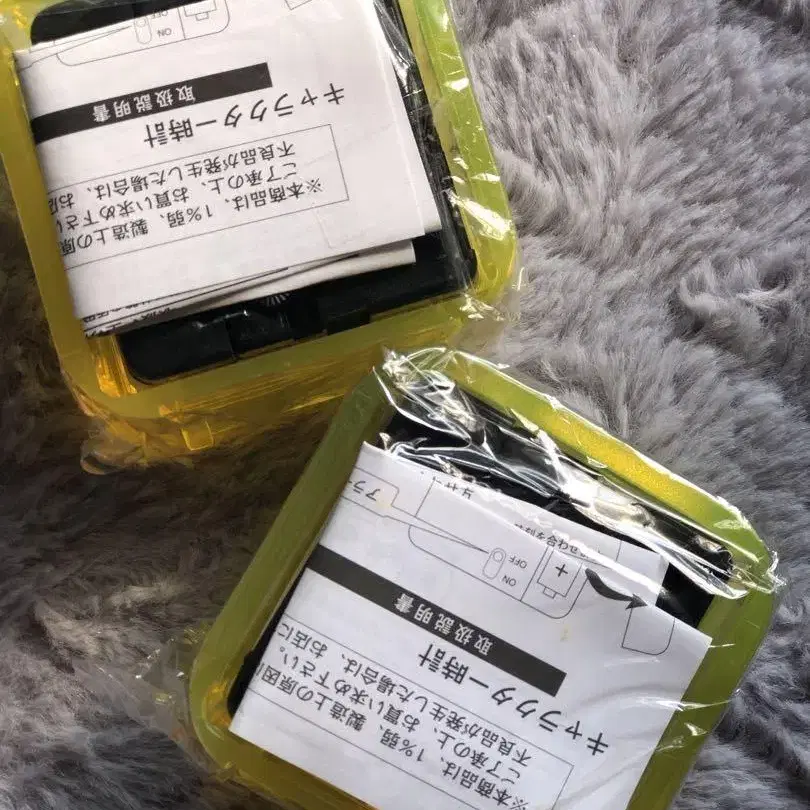 ※本商品は、1%弱、製造上の原
ご了承の上、お買い求め下さい
不良品が発生した場合は、お店
キャラクター時計
取扱説明書
ON
OFF
※本商品は、1%弱、製造上の原因
ご了承の上、お買い求め下さい。
不良品が発生した場合は、お店に
キャラクター時計
取扱説明書
ON
OFF
+